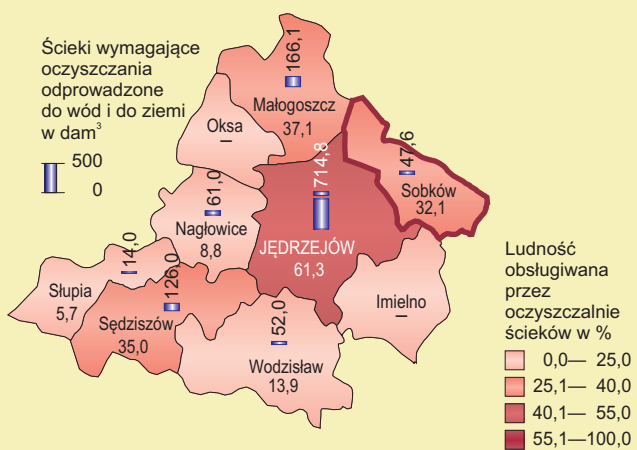 Ścieki wymagające
oczyszczania
odprowadzone
do wód i do ziemi
w dam³
500
0
166,1
Małogoszcz
37,1
Oksa
–
47,6
Sobków
32,1
714,8
JĘDRZEJÓW
61,3
61,0
Nagłowice
8,8
14,0
Słupia
5,7
126,0
Sędziszów
35,0
52,0
Wodzisław
13,9
Imielno
–
Ludność
obsługiwana
przez
oczyszczalnie
ścieków w %
0,0— 25,0
25,1— 40,0
40,1— 55,0
55,1—100,0